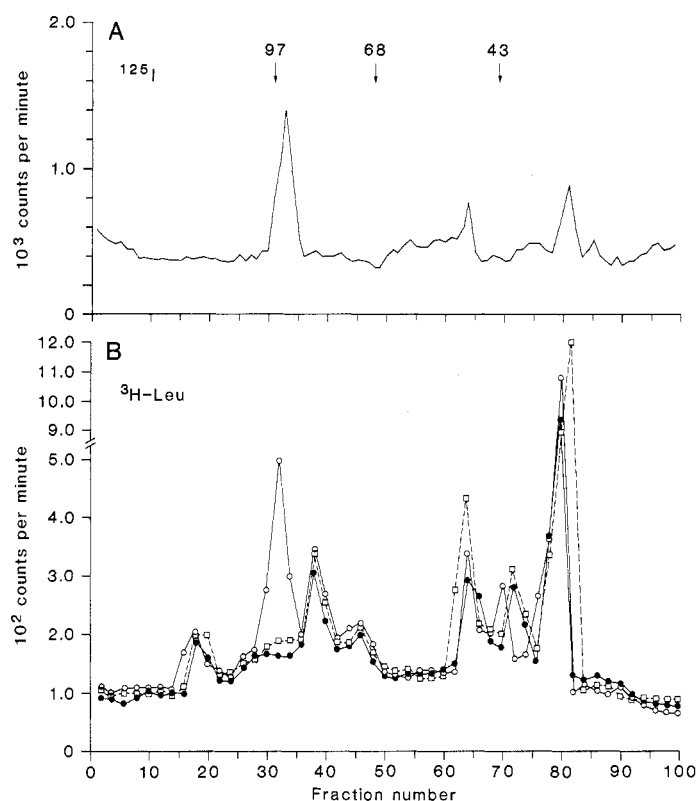 A
2.0
1.0
0
10³ counts per minute
¹²⁵I
97
68
43
B
12.0
11.0
10.0
9.0
5.0
4.0
3.0
2.0
1.0
0
10² counts per minute
³H-Leu
0 10 20 30 40 50 60 70 80 90 100
Fraction number